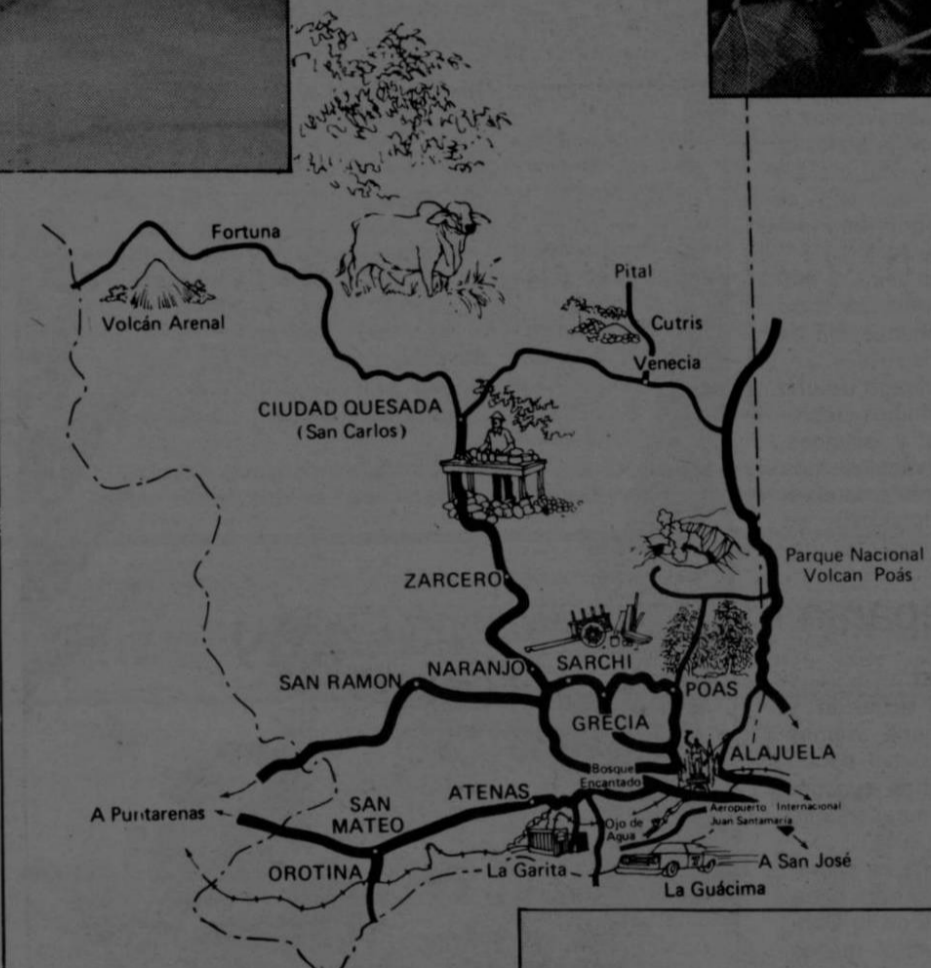 Fortuna
Pital
Volcán Arenal
Cutris
Venecia
CIUDAD QUESADA
(San Carlos)
Parque Nacional
Volcan Poás
ZARCERO
NARANJO
SARCHI
SAN RAMON
POAS
GRECIA
ALAJUELA
Bosque
Encantado
ATENAS
A Puntarenas
SAN
MATEO
Aeropuerto Internacional
Juan Santamaría
Ojo de
Agua
OROTINA
La Garita
A San José
La Guácima